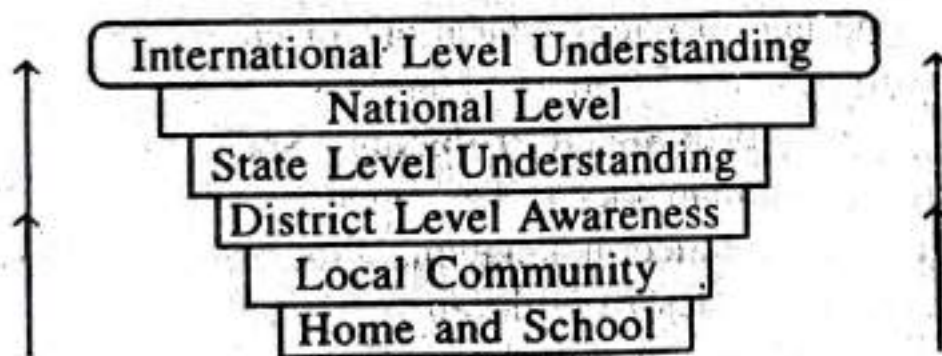 International Level Understanding
National Level
State Level Understanding
District Level Awareness
Local Community
Home and School